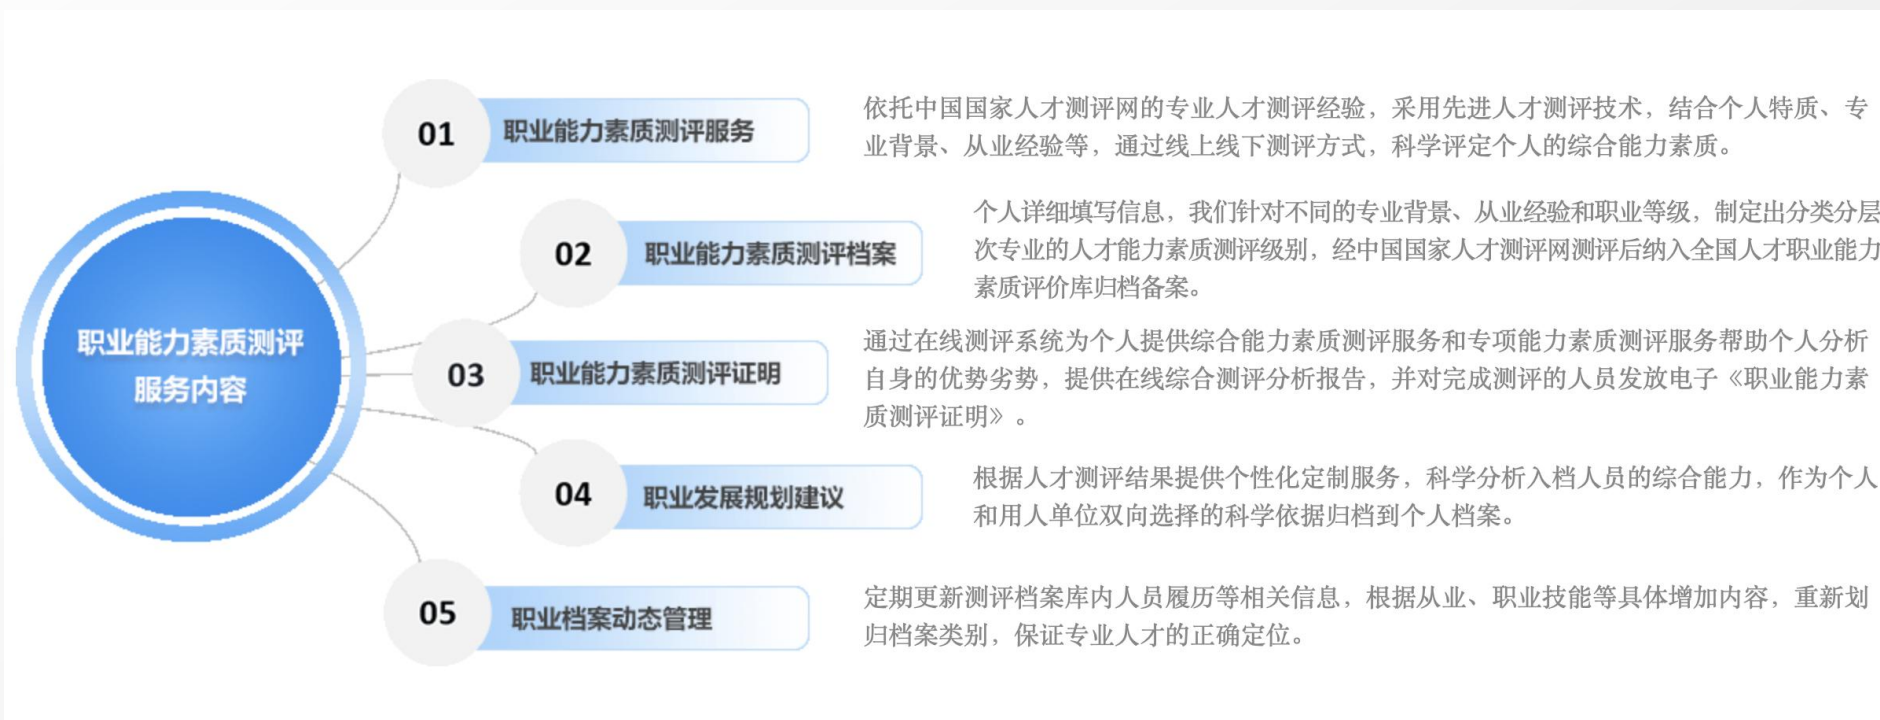 职业能力素质测评
服务内容
01
职业能力素质测评服务
依托中国国家人才测评网的专业人才测评经验，采用先进人才测评技术，结合个人特质、专
业背景、从业经验等，通过线上线下测评方式，科学评定个人的综合能力素质。
02
职业能力素质测评档案
个人详细填写信息，我们针对不同的专业背景、从业经验和职业等级，制定出分类分层
次专业的人才能力素质测评级别，经中国国家人才测评网测评后纳入全国人才职业能力
素质评价库归档备案。
03
职业能力素质测评证明
通过在线测评系统为个人提供综合能力素质测评服务和专项能力素质测评服务帮助个人分析
自身的优势劣势，提供在线综合测评分析报告，并对完成测评的人员发放电子《职业能力素
质测评证明》。
04
职业发展规划建议
根据人才测评结果提供个性化定制服务，科学分析入档人员的综合能力，作为个人
和用人单位双向选择的科学依据归档到个人档案。
05
职业档案动态管理
定期更新测评档案库内人员履历等相关信息，根据从业、职业技能等具体增加内容，重新划
归档案类别，保证专业人才的正确定位。